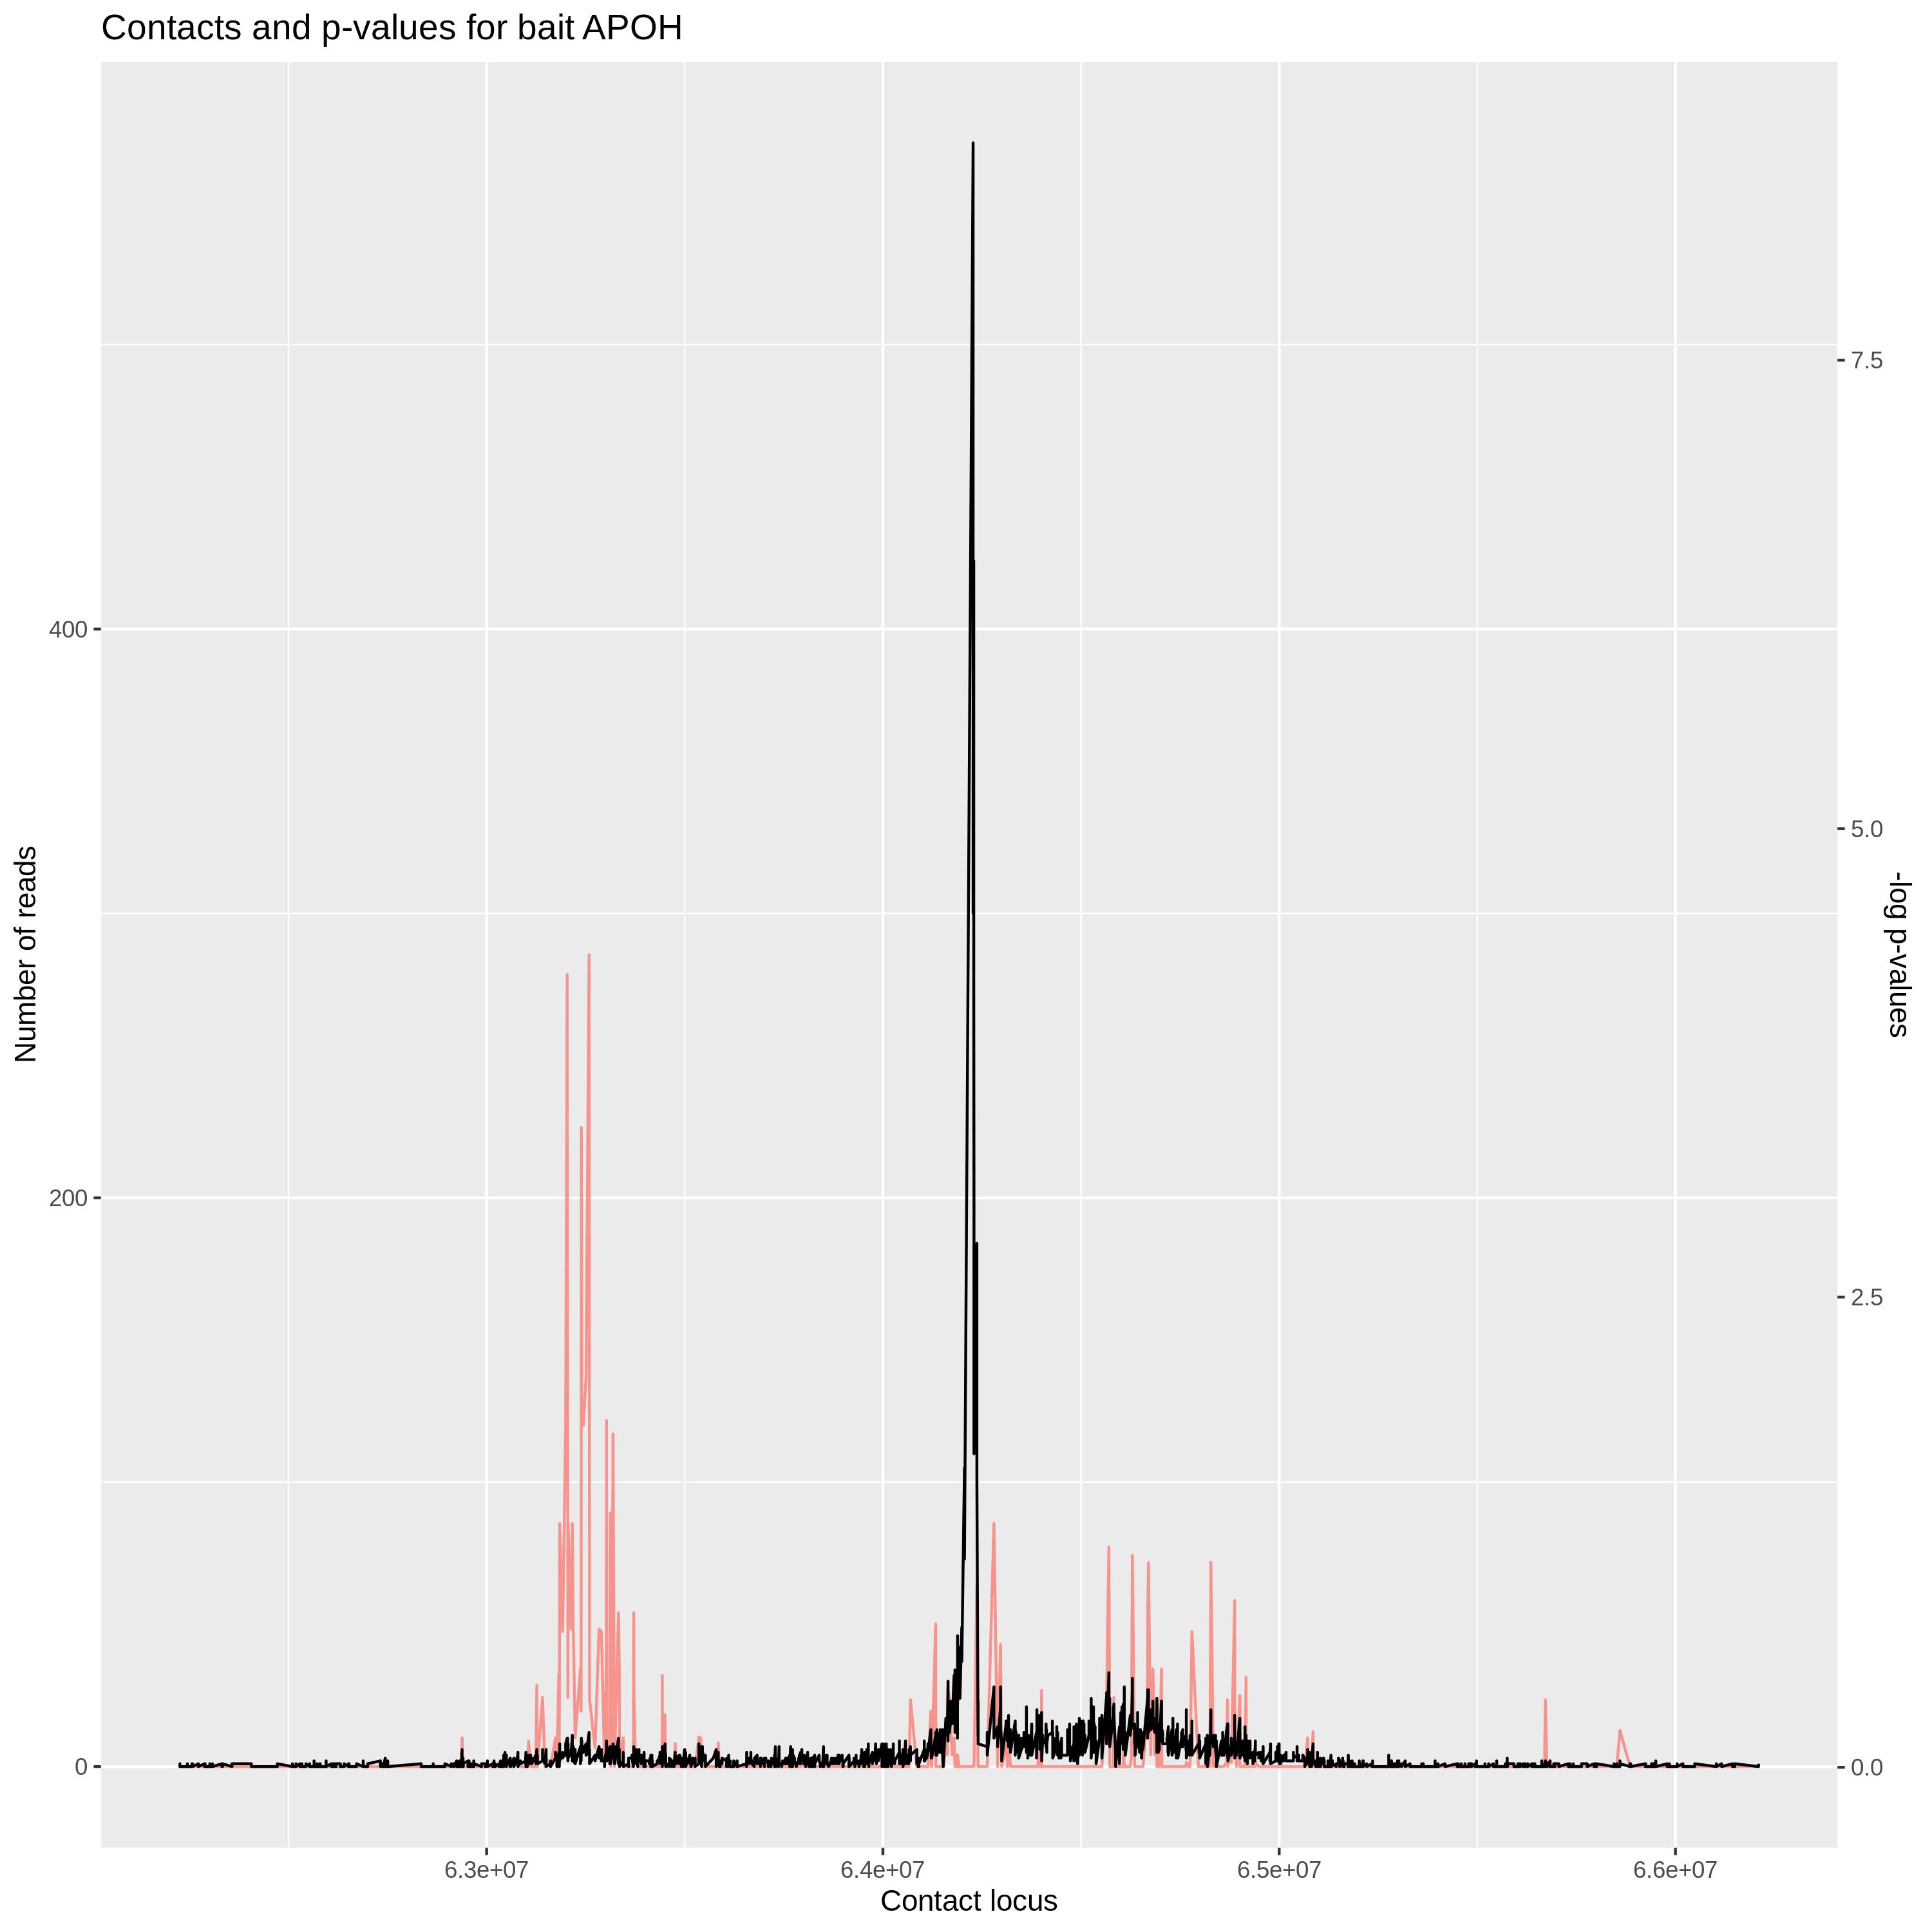 Contacts and p-values for bait APOH
Number of reads
400
200
0
7.5
5.0
2.5
0.0
-log p-values
6.3e+07
6.4e+07
6.5e+07
6.6e+07
Contact locus